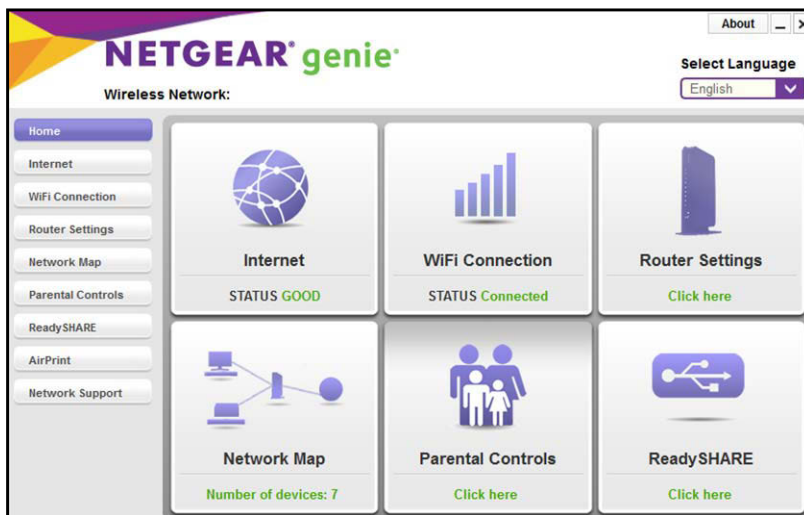 About
NETGEAR® genie®
Select Language
English
Wireless Network:
Home
Internet
WiFi Connection
Router Settings
Network Map
Parental Controls
ReadySHARE
AirPrint
Network Support
Internet
STATUS GOOD
WiFi Connection
STATUS Connected
Router Settings
Click here
Network Map
Number of devices: 7
Parental Controls
Click here
ReadySHARE
Click here